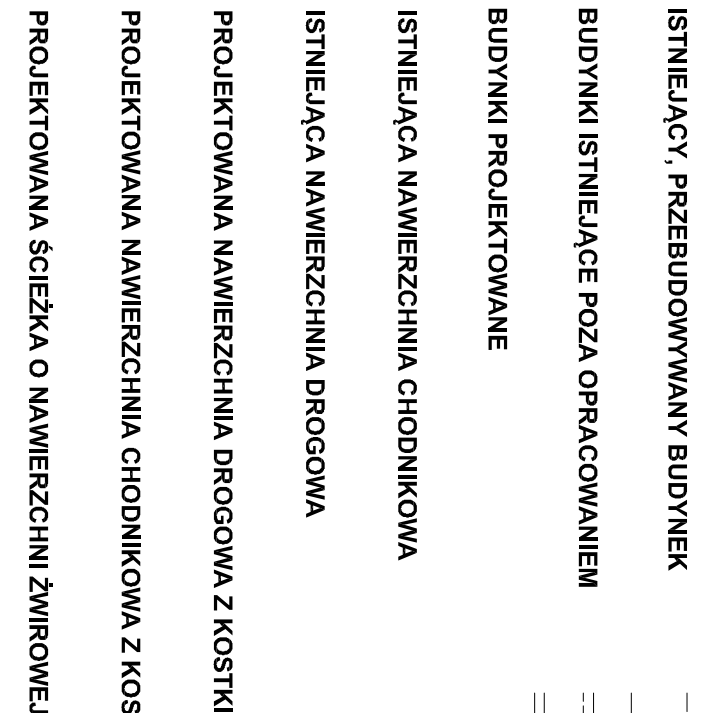 ISTNIEJĄCY, PRZEBUDOWYWANY BUDYNEK
BUDYNKI ISTNIEJĄCE POZA OPRACOWANIEM
BUDYNKI PROJEKTOWANE
ISTNIEJĄCA NAWIERZCHNIA CHODNIKOWA
ISTNIEJĄCA NAWIERZCHNIA DROGOWA
PROJEKTOWANA NAWIERZCHNIA DROGOWA Z KOSTKI
PROJEKTOWANA NAWIERZCHNIA CHODNIKOWA Z KOS
PROJEKTOWANA ŚCIEŻKA O NAWIERZCHNI ŻWIROWEJ